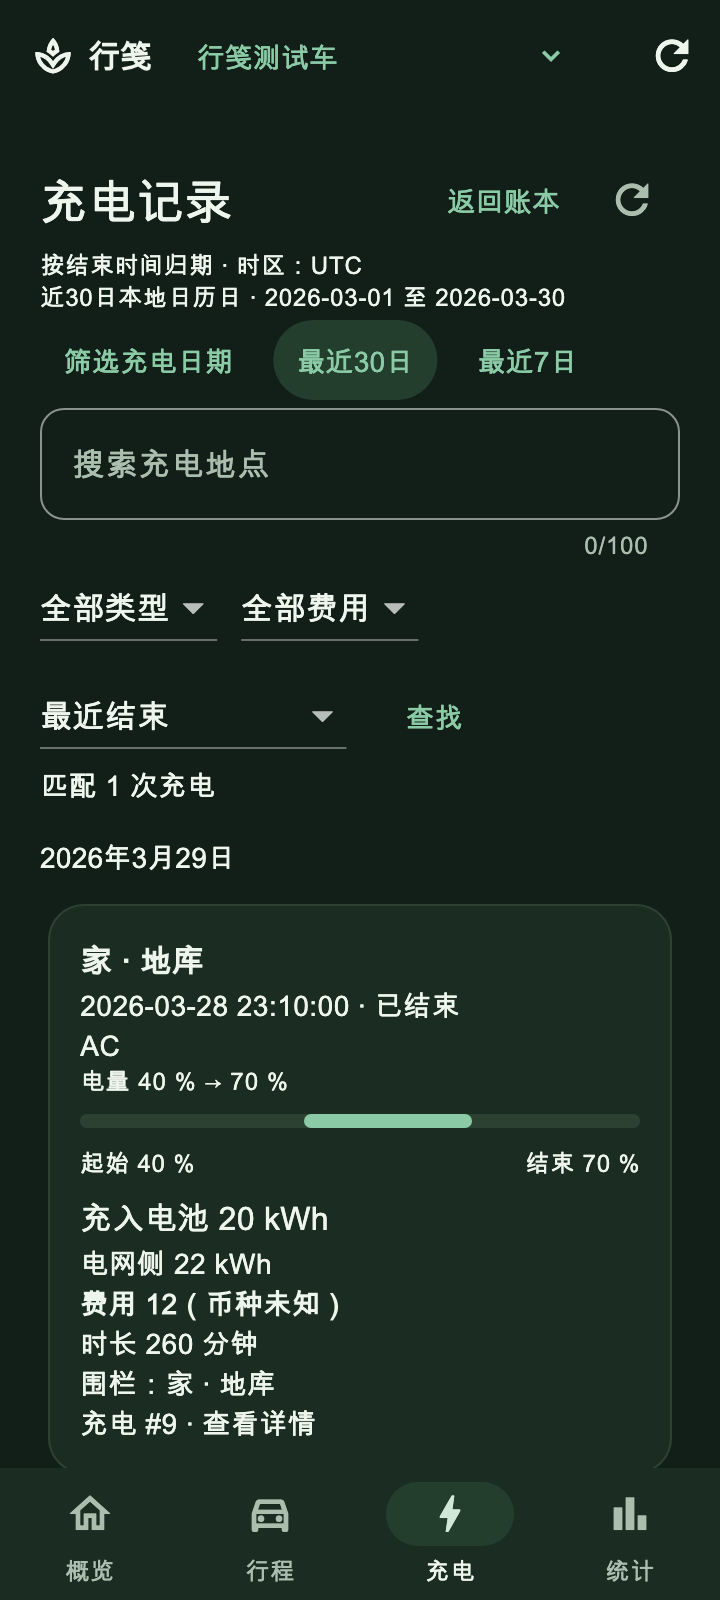 行笺 行笺测试车
充电记录 返回账本
按结束时间归期 · 时区：UTC
近30日本地日历日 · 2026-03-01 至 2026-03-30
筛选充电日期 最近30日 最近7日
搜索充电地点
0/100
全部类型 全部费用
最近结束 查找
匹配 1 次充电
2026年3月29日
家 · 地库
2026-03-28 23:10:00 · 已结束
AC
电量 40 % → 70 %
起始 40 % 结束 70 %
充入电池 20 kWh
电网侧 22 kWh
费用 12（币种未知）
时长 260 分钟
围栏：家 · 地库
充电 #9 · 查看详情
概览 行程 充电 统计